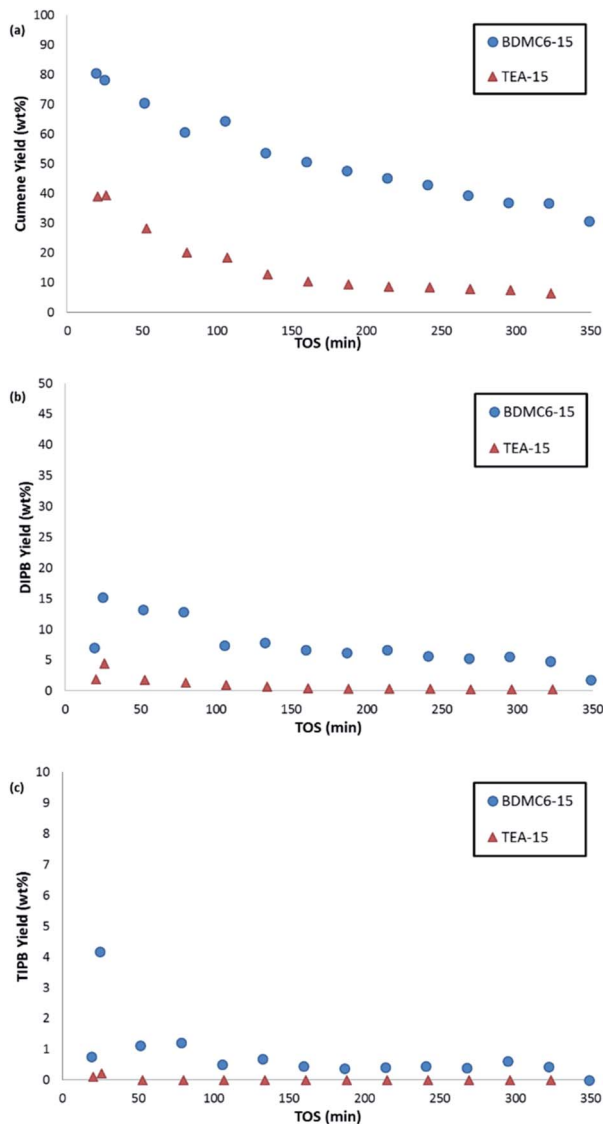 (a)
100
90
80
70
60
50
40
30
20
10
0
Cumene Yield (wt%)
BDMC6-15
TEA-15
0 50 100 150 200 250 300 350
TOS (min)
(b)
50
45
40
35
30
25
20
15
10
5
0
DIPB Yield (wt%)
BDMC6-15
TEA-15
0 50 100 150 200 250 300 350
TOS (min)
(c)
10
9
8
7
6
5
4
3
2
1
0
TIPB Yield (wt%)
BDMC6-15
TEA-15
0 50 100 150 200 250 300 350
TOS (min)